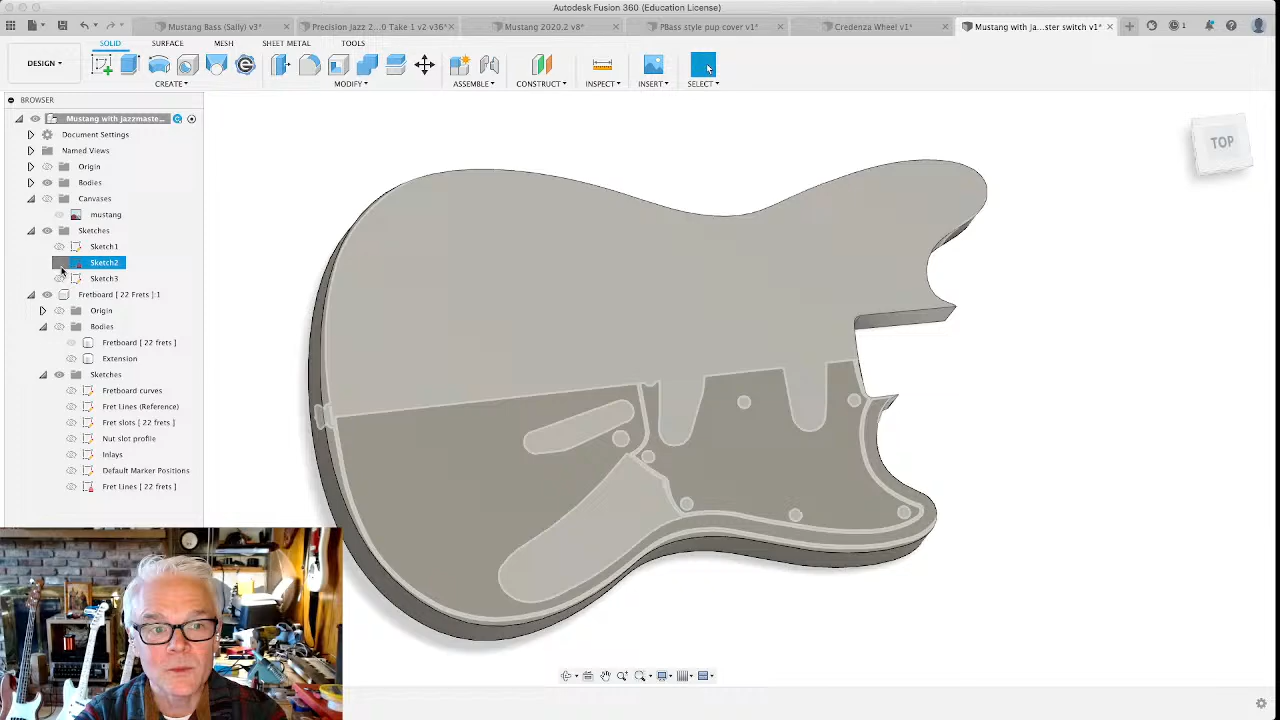 Autodesk Fusion 360 (Education License)
Mustang Bass (Sally) v3*
Precision Jazz 2...0 Take 1 v2 v36*
Mustang 2020.2 v8*
PBass style pup cover v1*
Credenza Wheel v1*
Mustang with Ja...ster switch v1*
1
SOLID
SURFACE
MESH
SHEET METAL
TOOLS
DESIGN
CREATE
MODIFY
ASSEMBLE
CONSTRUCT
INSPECT
INSERT
SELECT
BROWSER
Mustang with Jazzmaste...
Document Settings
Named Views
Origin
Bodies
Canvases
mustang
Sketches
Sketch1
Sketch2
Sketch3
Fretboard [ 22 Frets ]:1
Origin
Bodies
Fretboard [ 22 frets ]
Extension
Sketches
Fretboard curves
Fret Lines (Reference)
Fret slots [ 22 frets ]
Nut slot profile
Inlays
Default Marker Positions
Fret Lines [ 22 frets ]
TOP